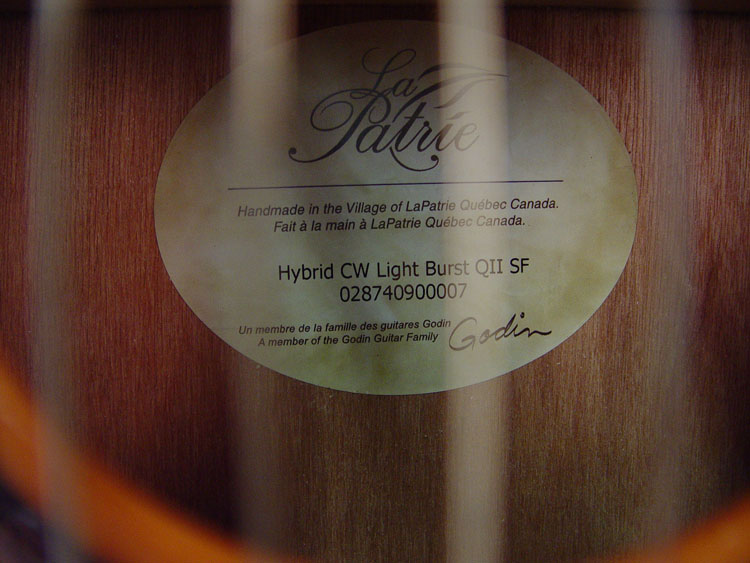 La
Patrie
Handmade in the Village of LaPatrie Québec Canada.
Fait à la main à LaPatrie Québec Canada.
Hybrid CW Light Burst QII SF
028740900007
Un membre de la famille des guitares Godin
A member of the Godin Guitar Family
Godin